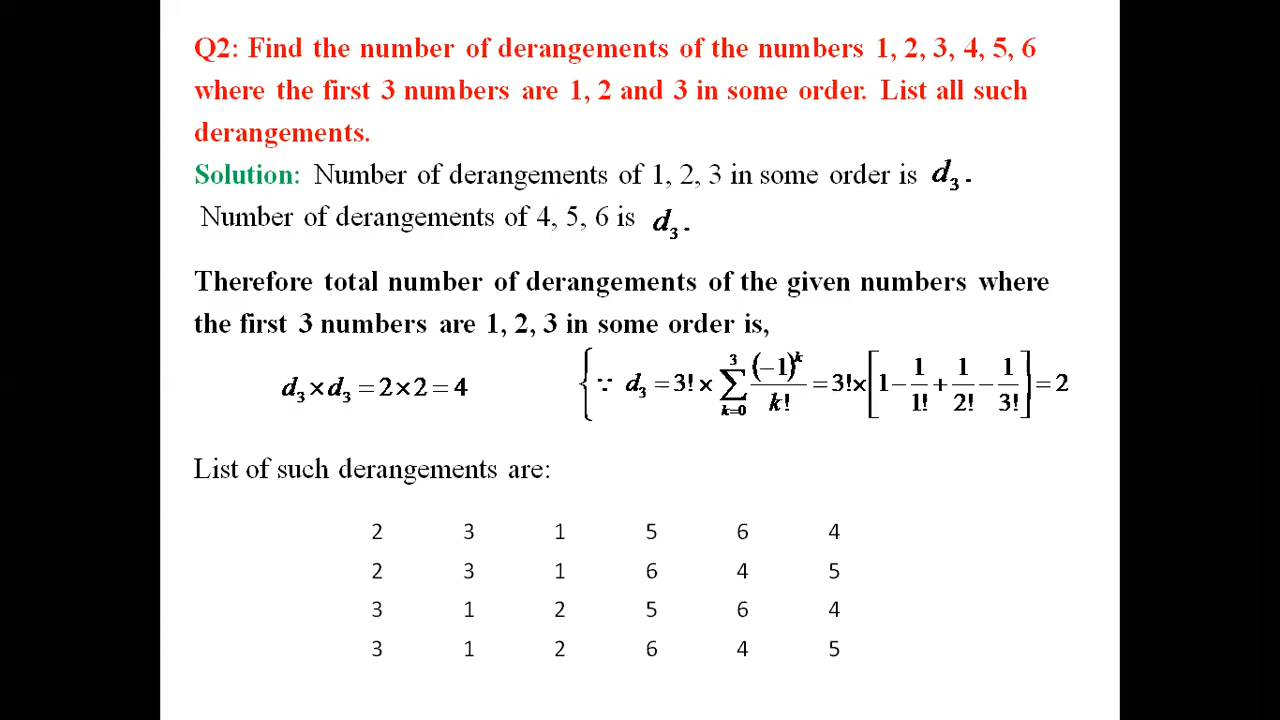 Q2: Find the number of derangements of the numbers 1, 2, 3, 4, 5, 6
where the first 3 numbers are 1, 2 and 3 in some order. List all such
derangements.
Solution: Number of derangements of 1, 2, 3 in some order is d₃.
Number of derangements of 4, 5, 6 is d₃.
Therefore total number of derangements of the given numbers where
the first 3 numbers are 1, 2, 3 in some order is,
d₃ × d₃ = 2 × 2 = 4 { ∵ d₃ = 3! × ∑_{k=0}^{3} (−1)^k / k! = 3! × [1 − 1/1! + 1/2! − 1/3!] = 2
List of such derangements are:
2 3 1 5 6 4
2 3 1 6 4 5
3 1 2 5 6 4
3 1 2 6 4 5